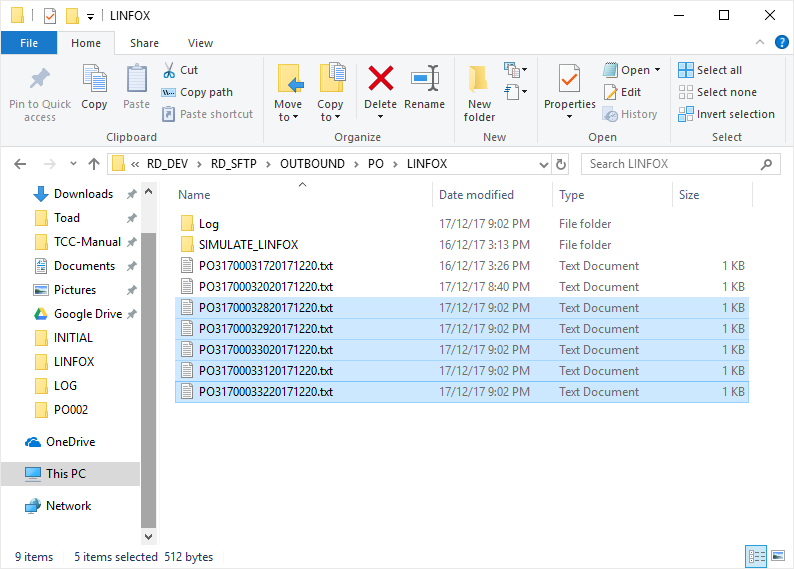 LINFOX
File Home Share View
Pin to Quick access
Copy
Paste
Cut
Copy path
Paste shortcut
Clipboard
Move to
Copy to
Delete
Rename
Organize
New folder
New
Properties
Open
Edit
History
Open
Select all
Select none
Invert selection
Select
« RD_DEV > RD_SFTP > OUTBOUND > PO > LINFOX
Search LINFOX
Downloads
Toad
TCC-Manual
Documents
Pictures
Google Drive
INITIAL
LINFOX
LOG
PO002
OneDrive
This PC
Network
Name Date modified Type Size
Log 17/12/17 9:02 PM File folder
SIMULATE_LINFOX 16/12/17 3:13 PM File folder
PO31700031720171220.txt 16/12/17 3:26 PM Text Document 1 KB
PO31700032020171220.txt 17/12/17 8:40 PM Text Document 1 KB
PO31700032820171220.txt 17/12/17 9:02 PM Text Document 1 KB
PO31700032920171220.txt 17/12/17 9:02 PM Text Document 1 KB
PO31700033020171220.txt 17/12/17 9:02 PM Text Document 1 KB
PO31700033120171220.txt 17/12/17 9:02 PM Text Document 1 KB
PO31700033220171220.txt 17/12/17 9:02 PM Text Document 1 KB
9 items 5 items selected 512 bytes